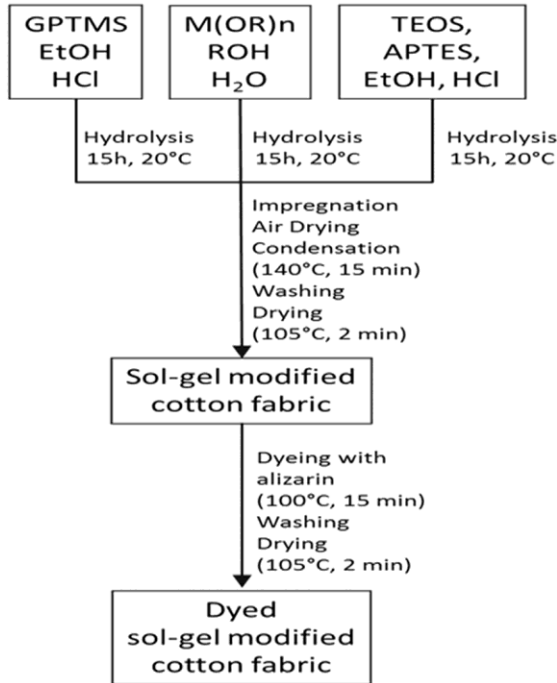 GPTMS
EtOH
HCl
M(OR)n
ROH
H₂O
TEOS,
APTES,
EtOH, HCl
Hydrolysis
15h, 20°C
Hydrolysis
15h, 20°C
Hydrolysis
15h, 20°C
Impregnation
Air Drying
Condensation
(140°C, 15 min)
Washing
Drying
(105°C, 2 min)
Sol-gel modified
cotton fabric
Dyeing with
alizarin
(100°C, 15 min)
Washing
Drying
(105°C, 2 min)
Dyed
sol-gel modified
cotton fabric